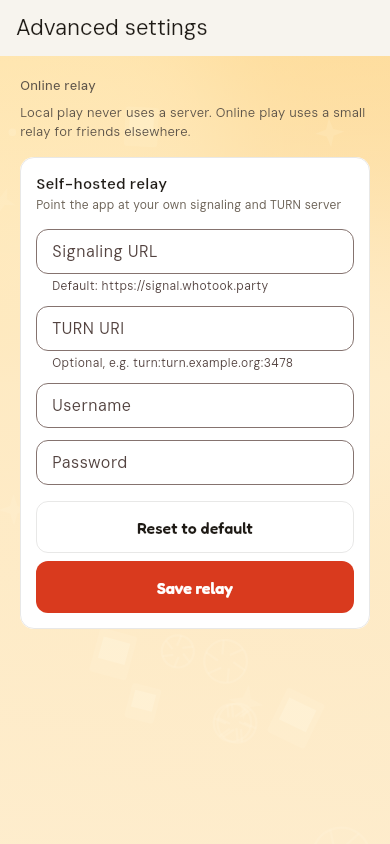 Advanced settings
Online relay
Local play never uses a server. Online play uses a small
relay for friends elsewhere.
Self-hosted relay
Point the app at your own signaling and TURN server
Signaling URL
Default: https://signal.whotook.party
TURN URI
Optional, e.g. turn:turn.example.org:3478
Username
Password
Reset to default
Save relay